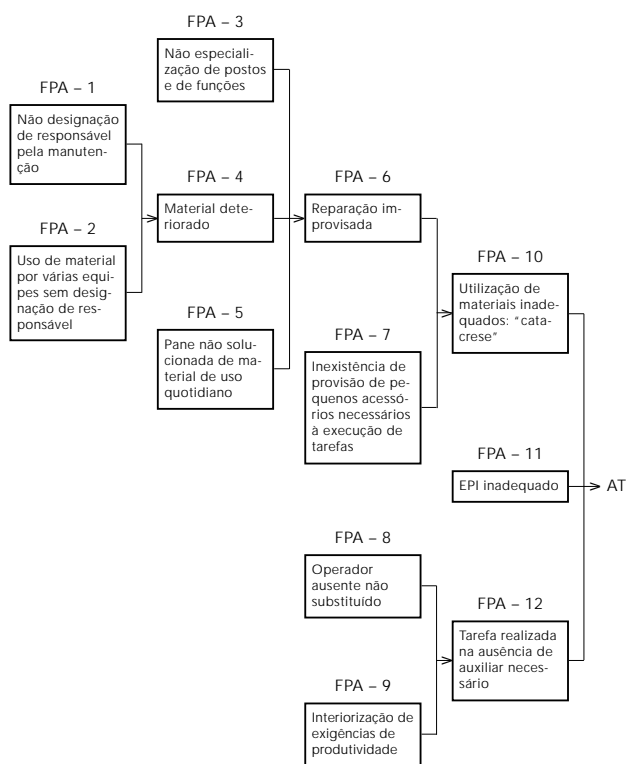 FPA – 3
Não especiali-
zação de postos
e de funções
FPA – 1
Não designação
de responsável
pela manuten-
ção
FPA – 4
Material dete-
riorado
FPA – 6
Reparação im-
provisada
FPA – 2
Uso de material
por várias equi-
pes sem desig-
nação de res-
ponsável
FPA – 10
Utilização de
materiais inade-
quados: “cata-
crese”
FPA – 5
Pane não solu-
cionada de ma-
terial de uso
quotidiano
FPA – 7
Inexistência de
provisão de pe-
quenos acessó-
rios necessários
à execução de
tarefas
FPA – 11
EPI inadequado
AT
FPA – 8
Operador
ausente não
substituído
FPA – 12
Tarefa realizada
na ausência de
auxiliar neces-
sário
FPA – 9
Interiorização de
exigências de
produtividade